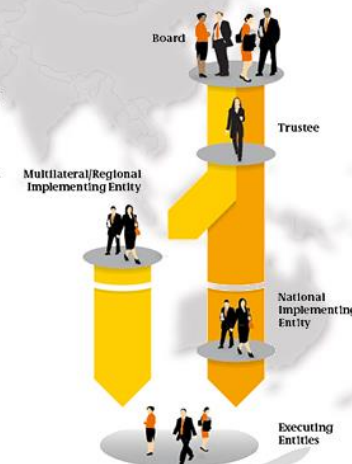 Board
Trustee
Multilateral/Regional
Implementing Entity
National
Implementing
Entity
Executing
Entities